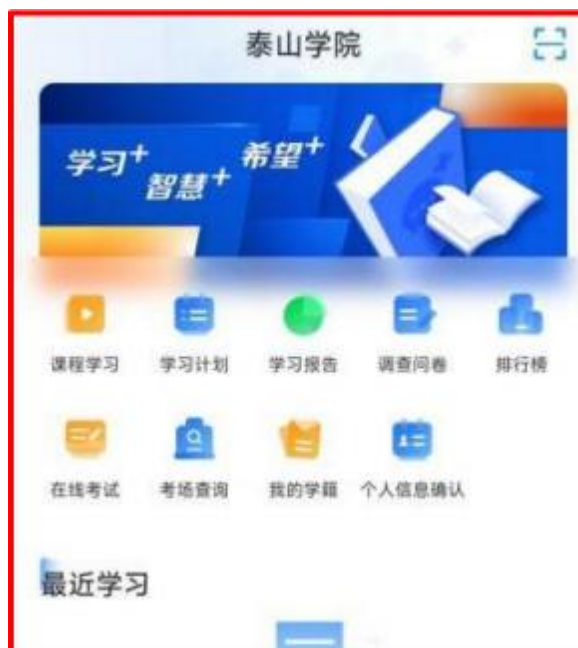 泰山学院
学习+
智慧+
希望+
课程学习 学习计划 学习报告 调查问卷 排行榜
在线考试 考场查询 我的学籍 个人信息确认
最近学习